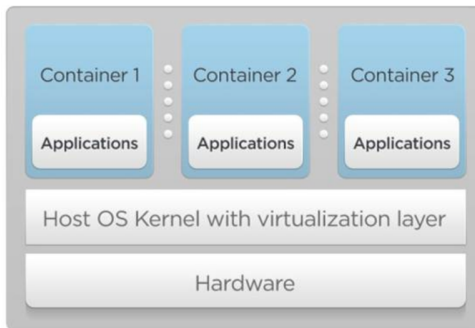 Container 1 Container 2 Container 3
Applications Applications Applications
Host OS Kernel with virtualization layer
Hardware